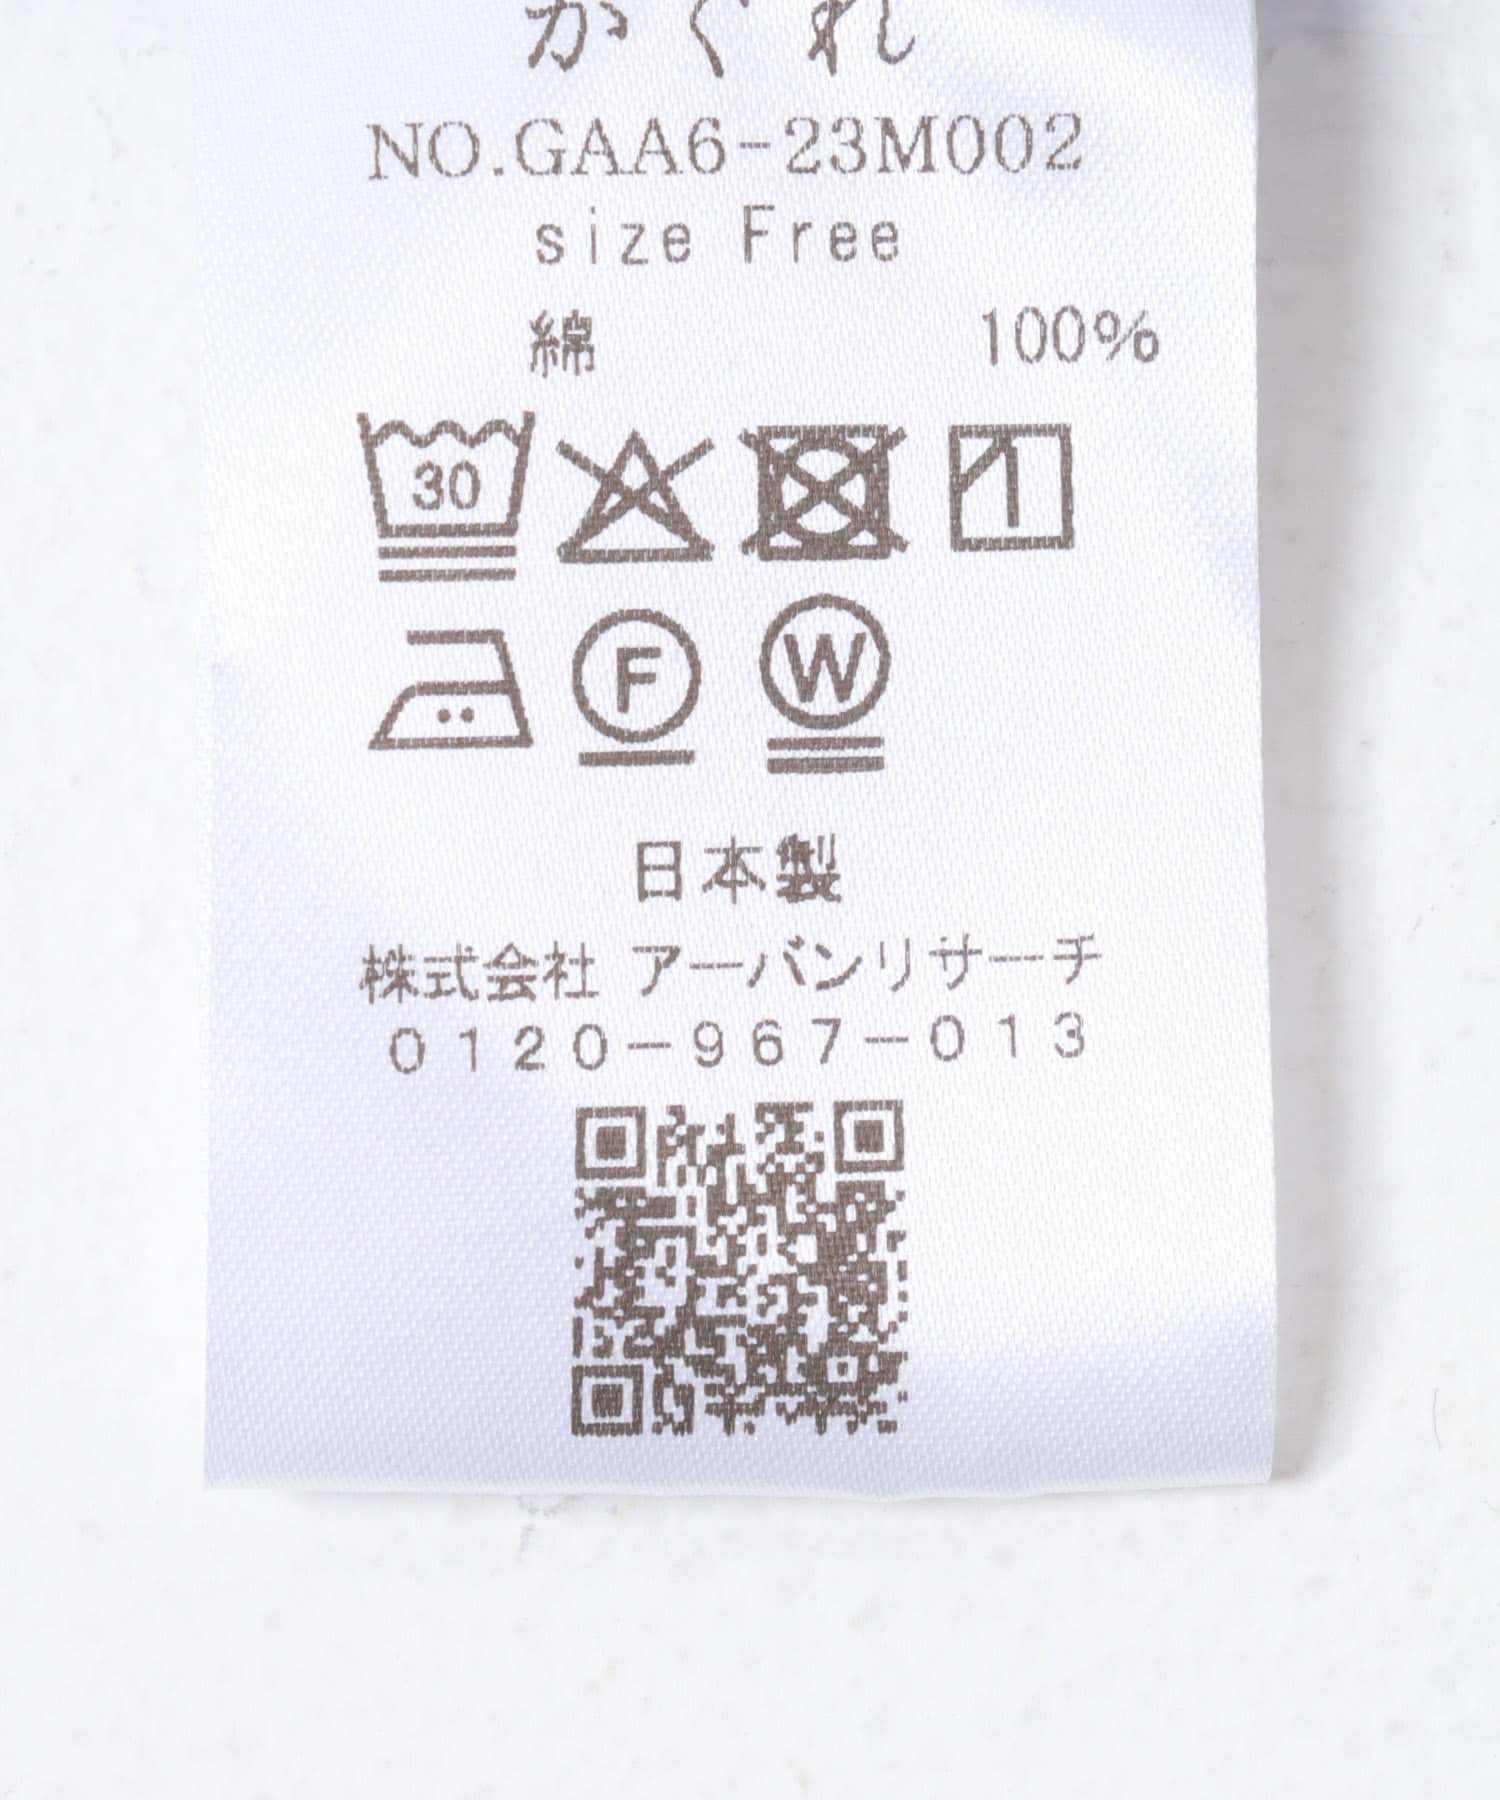 かぐれ
NO.GAA6-23M002
size Free
綿 100%
30
F W
日本製
株式会社 アーバンリサーチ
0120-967-013